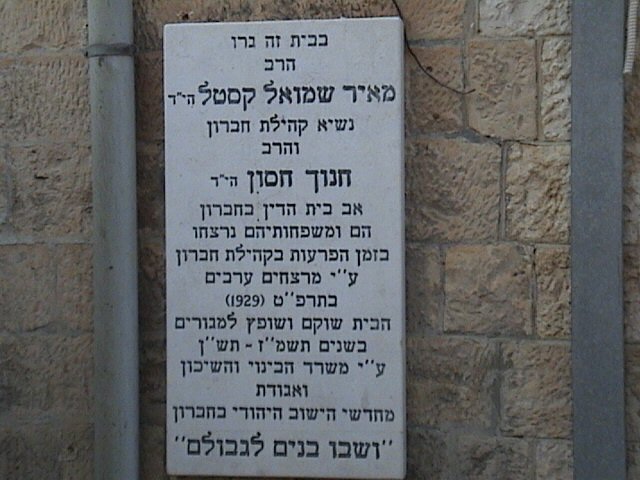 בבית זה גרו
הרב
מאיר שמואל קסטל הי"ד
נשיא קהילת חברון
והרב
חנוך חסון הי"ד
אב בית הדין בחברון
הם ומשפחותיהם נרצחו
בזמן הפרעות בקהילת חברון
ע''י מרצחים ערבים
בתרפ''ט (1929)
הבית שוקם ושופץ למגורים
בשנים תשמ''ז - תש''ן
ע''י משרד הבינוי והשיכון
ואגודת
מחדשי הישוב היהודי בחברון
''ושבו בנים לגבולם''